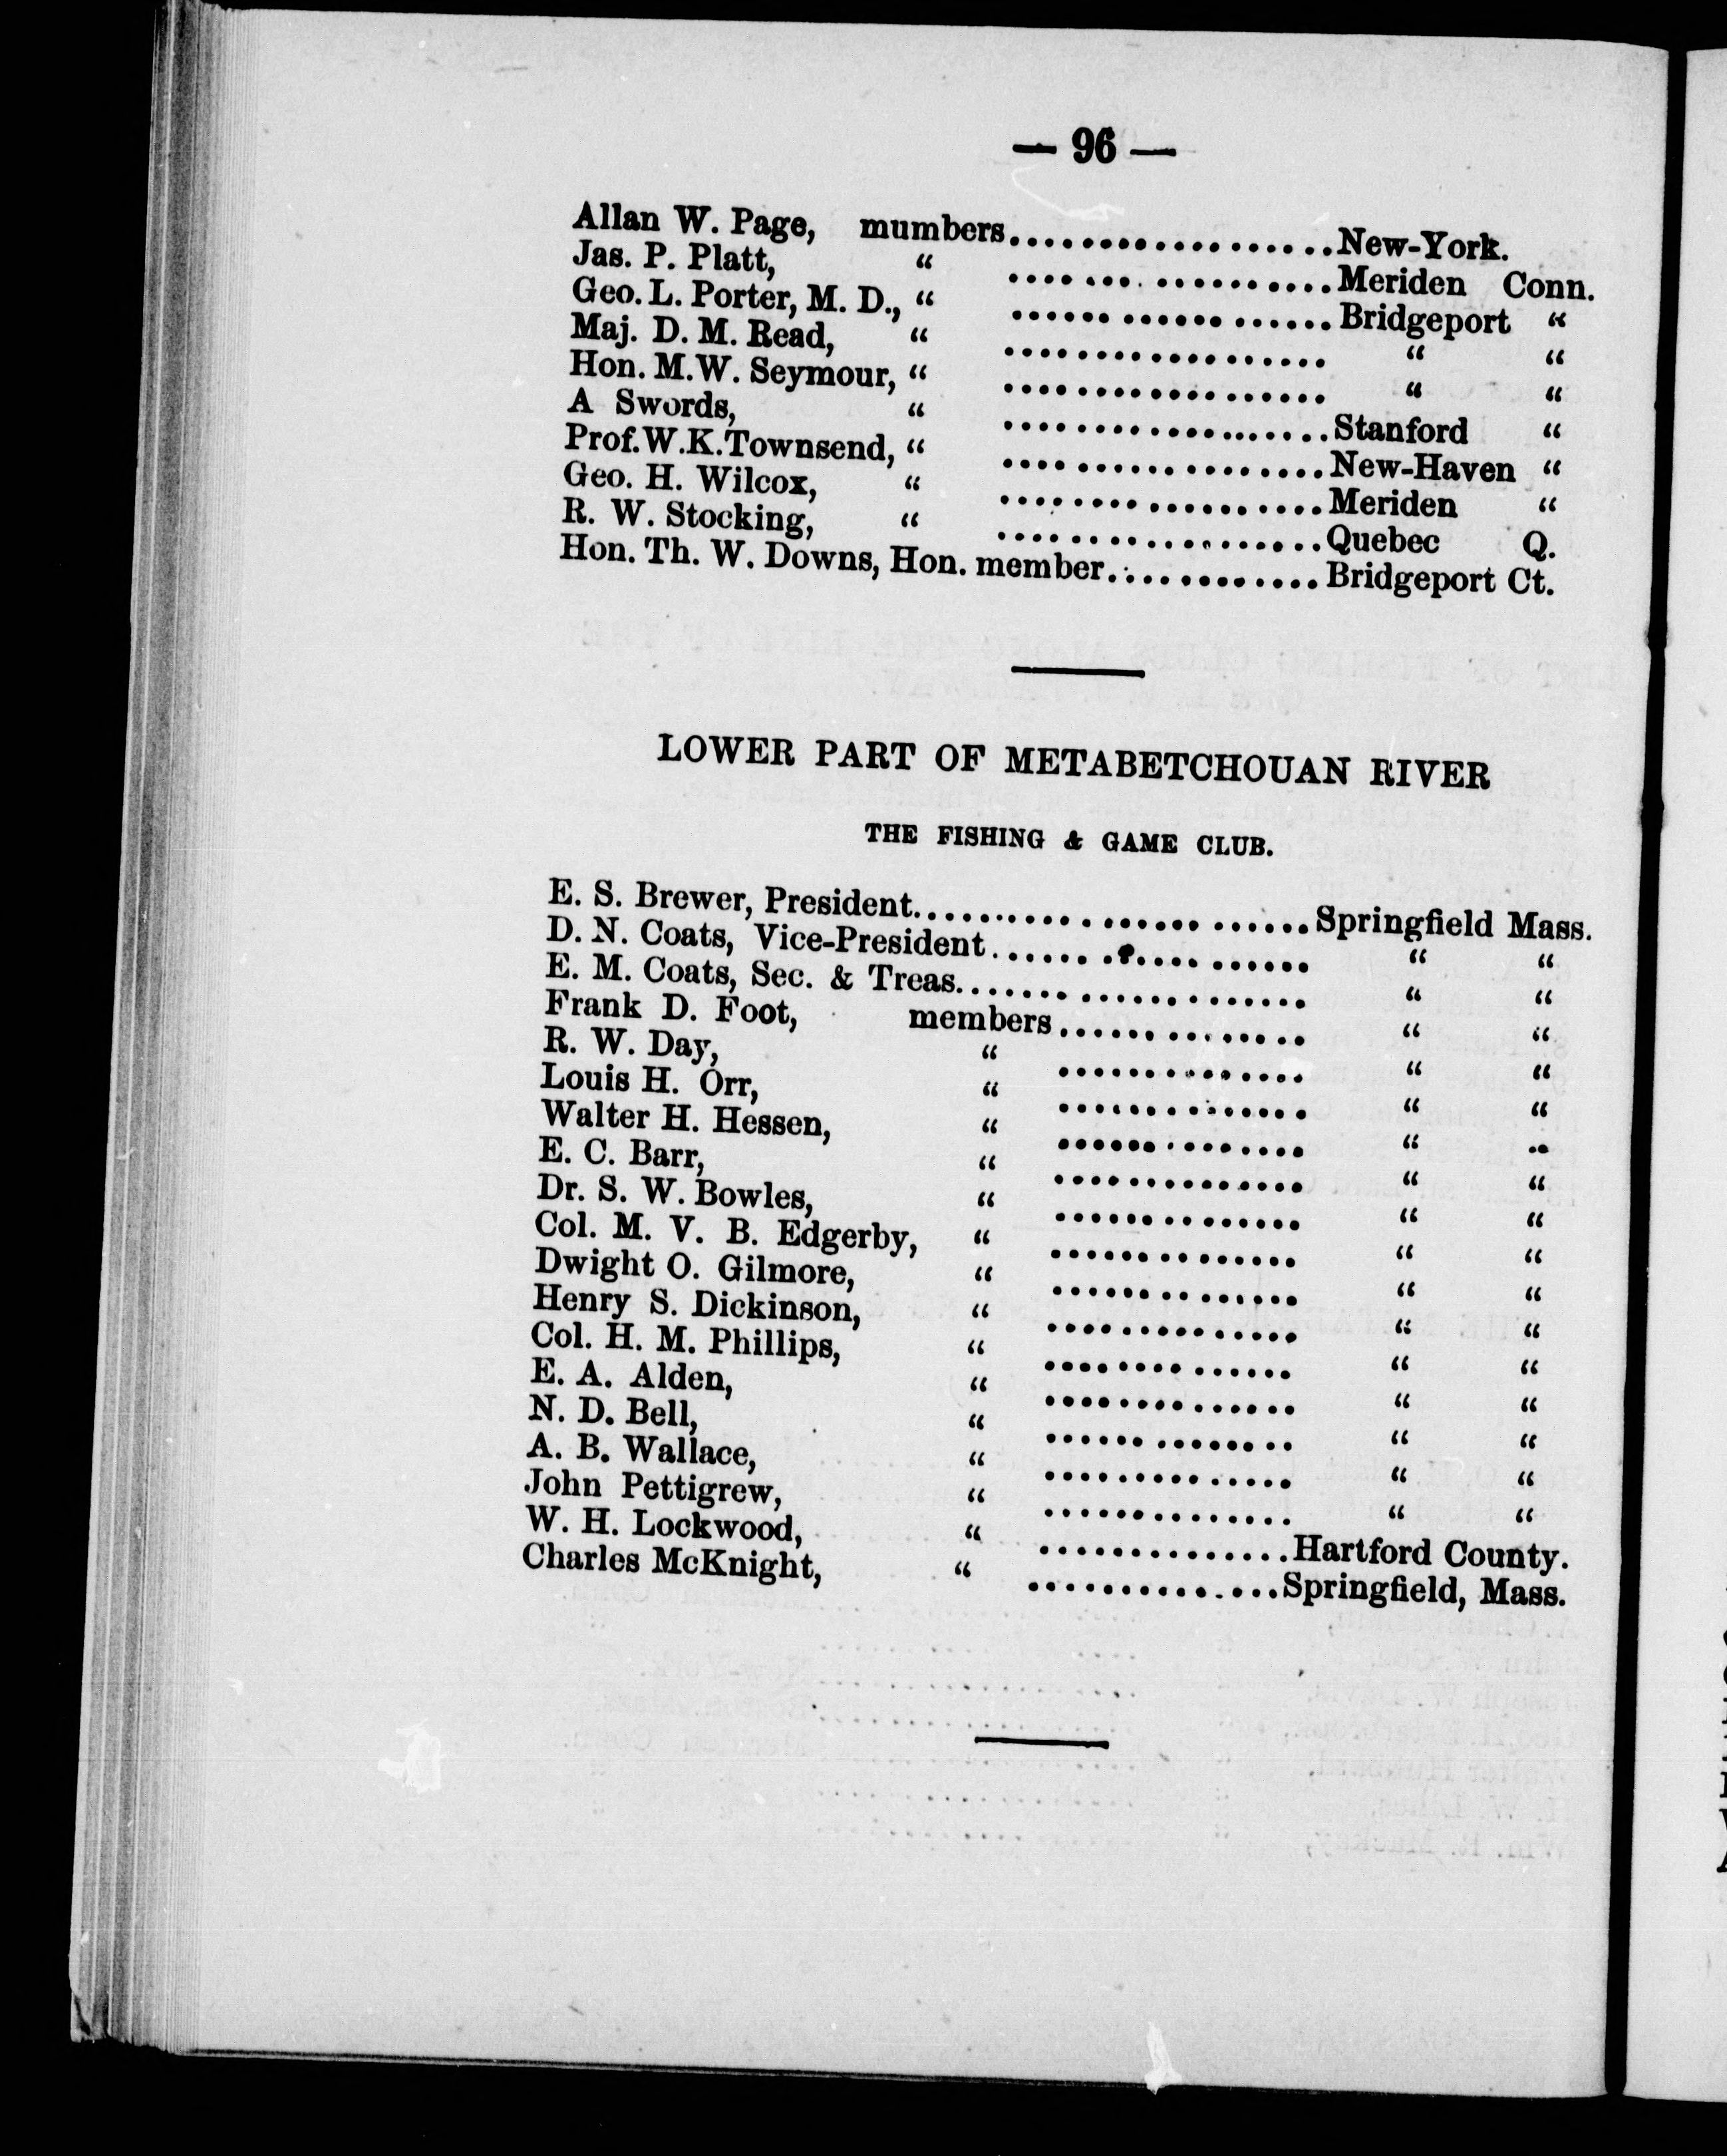 — 96 —
Allan W. Page, mumbers....................New-York.
Jas. P. Platt, “ ....................Meriden Conn.
Geo. L. Porter, M. D., “ ....................Bridgeport “
Maj. D. M. Read, “ .................... “ “
Hon. M.W. Seymour, “ .................... “ “
A Swords, “ ....................Stanford “
Prof.W.K.Townsend, “ ....................New-Haven “
Geo. H. Wilcox, “ ....................Meriden “
R. W. Stocking, “ ....................Quebec Q.
Hon. Th. W. Downs, Hon. member.............Bridgeport Ct.
LOWER PART OF METABETCHOUAN RIVER
THE FISHING & GAME CLUB.
E. S. Brewer, President......................Springfield Mass.
D. N. Coats, Vice-President.................. “ “
E. M. Coats, Sec. & Treas.................... “ “
Frank D. Foot, members.............. “ “
R. W. Day, “ .............. “ “
Louis H. Orr, “ .............. “ “
Walter H. Hessen, “ .............. “ “
E. C. Barr, “ .............. “ “
Dr. S. W. Bowles, “ .............. “ “
Col. M. V. B. Edgerby, “ .............. “ “
Dwight O. Gilmore, “ .............. “ “
Henry S. Dickinson, “ .............. “ “
Col. H. M. Phillips, “ .............. “ “
E. A. Alden, “ .............. “ “
N. D. Bell, “ .............. “ “
A. B. Wallace, “ .............. “ “
John Pettigrew, “ .............. “ “
W. H. Lockwood, “ ..............Hartford County.
Charles McKnight, “ ..............Springfield, Mass.